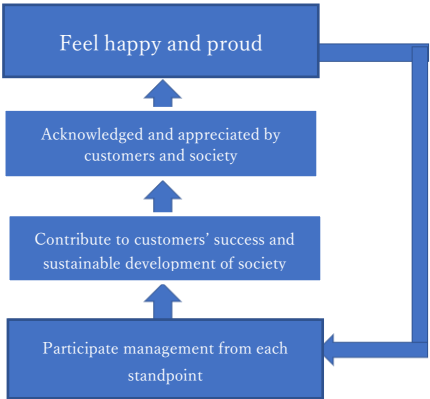 Feel happy and proud
Acknowledged and appreciated by
customers and society
Contribute to customers’ success and
sustainable development of society
Participate management from each
standpoint